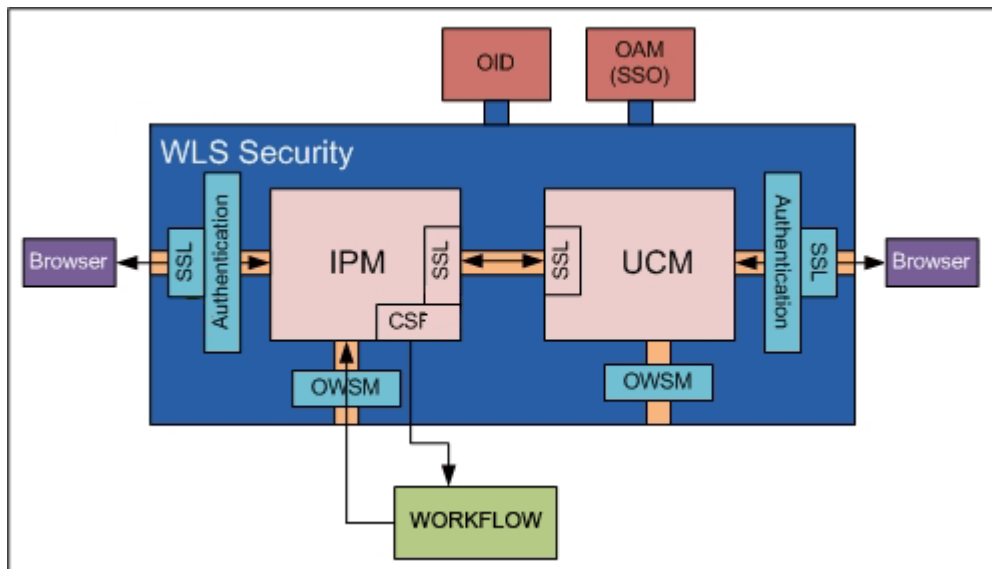 OID
OAM
(SSO)
WLS Security
Browser
SSL
Authentication
IPM
SSL
CSF
SSL
UCM
Authentication
SSL
Browser
OWSM
OWSM
WORKFLOW